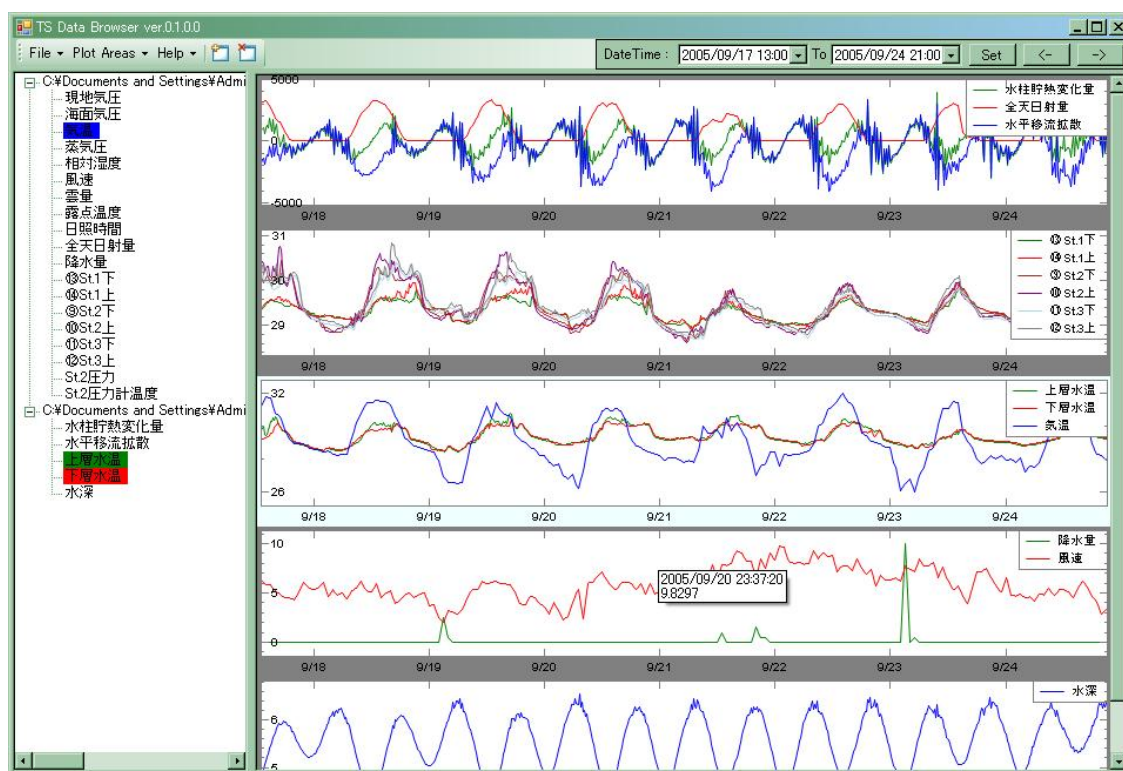 TS Data Browser ver.0.1.0.0
File Plot Areas Help
DateTime : 2005/09/17 13:00 To 2005/09/24 21:00 Set <- ->
C:¥Documents and Settings¥Admi
現地気圧
海面気圧
気温
蒸気圧
相対湿度
風速
雲量
露点温度
日照時間
全天日射量
降水量
⑬St.1下
⑭St.1上
⑨St.2下
⑩St.2上
⑪St.3下
⑫St.3上
St.2圧力
St.2圧力計温度
C:¥Documents and Settings¥Admi
水柱貯熱変化量
水平移流拡散
上層水温
下層水温
水深
5000
0
-5000
水柱貯熱変化量
全天日射量
水平移流拡散
9/18 9/19 9/20 9/21 9/22 9/23 9/24
31
30
29
⑬St.1下
⑭St.1上
⑨St.2下
⑩St.2上
⑪St.3下
⑫St.3上
9/18 9/19 9/20 9/21 9/22 9/23 9/24
32
26
上層水温
下層水温
気温
9/18 9/19 9/20 9/21 9/22 9/23 9/24
10
5
0
降水量
風速
2005/09/20 23:37:20
9.8297
9/18 9/19 9/20 9/21 9/22 9/23 9/24
6
5
水深